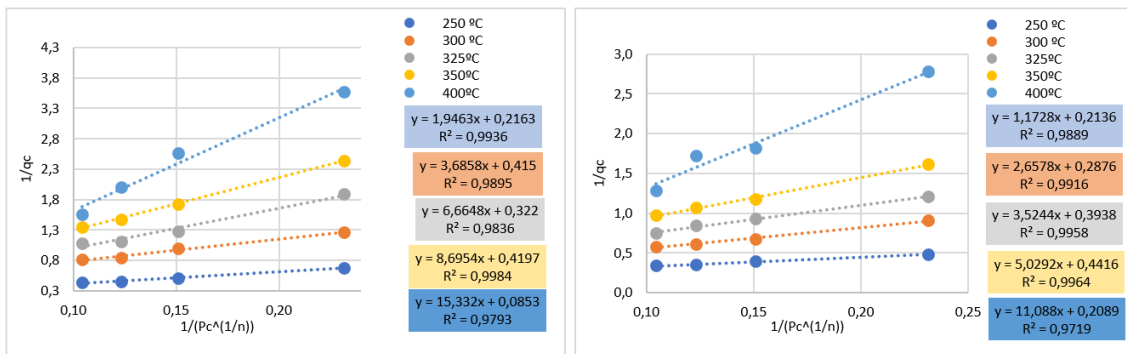 4,3
3,8
3,3
2,8
2,3
1,8
1,3
0,8
0,3
1/qc
0,10
0,15
0,20
1/(Pc^(1/n))
250 ºC
300 ºC
325ºC
350ºC
400ºC
y = 1,9463x + 0,2163
R² = 0,9936
y = 3,6858x + 0,415
R² = 0,9895
y = 6,6648x + 0,322
R² = 0,9836
y = 8,6954x + 0,4197
R² = 0,9984
y = 15,332x + 0,0853
R² = 0,9793
3,0
2,5
2,0
1,5
1,0
0,5
0,0
1/qc
0,10
0,15
0,20
0,25
1/(Pc^(1/n))
250 ºC
300 ºC
325ºC
350ºC
400ºC
y = 1,1728x + 0,2136
R² = 0,9889
y = 2,6578x + 0,2876
R² = 0,9916
y = 3,5244x + 0,3938
R² = 0,9958
y = 5,0292x + 0,4416
R² = 0,9964
y = 11,088x + 0,2089
R² = 0,9719